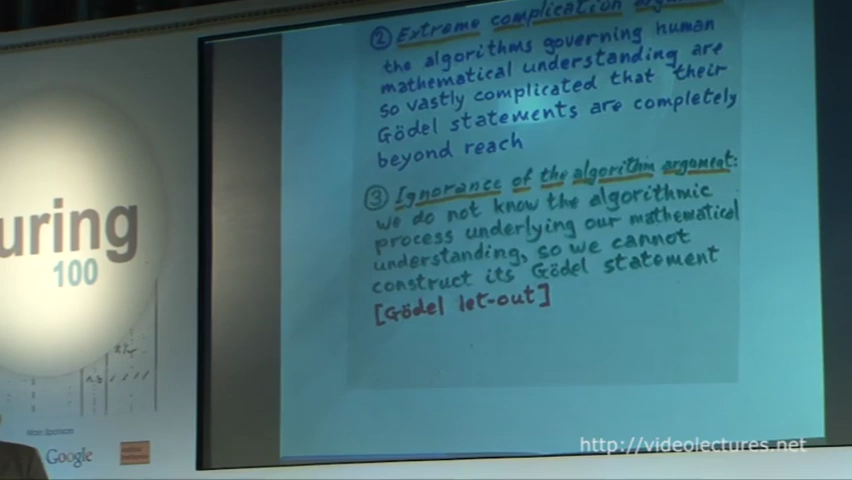 ② Extreme complication
the algorithms governing human
mathematical understanding are
so vastly complicated that their
Gödel statements are completely
beyond reach
③ Ignorance of the algorithm argument:
we do not know the algorithmic
process underlying our mathematical
understanding, so we cannot
construct its Gödel statement
[Gödel let-out]
uring
100
Main Sponsors
Google
http://videolectures.net